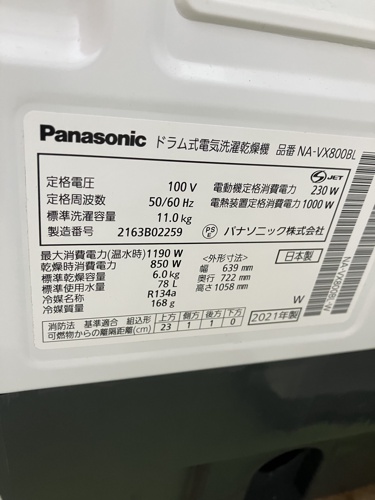 Panasonic ドラム式電気洗濯乾燥機 品番 NA-VX800BL
定格電圧 100 V
定格周波数 50/60 Hz
標準洗濯容量 11.0kg
製造番号 2163B02259
S JET
電動機定格消費電力 230 W
電熱装置定格消費電力 1000 W
PSE パナソニック株式会社
最大消費電力(温水時) 1190 W
乾燥時消費電力 850 W
標準乾燥容量 6.0kg
標準使用水量 78 L
冷媒名称 R134a
冷媒質量 168 g
<外形寸法>
幅 639 mm
奥行 722 mm
高さ 1058 mm
日本製
W
消防法 基準適合 組込形
可燃物からの離隔距離(cm)
上方 側方 前方 後方 下方
23 1 1 0
2021年製